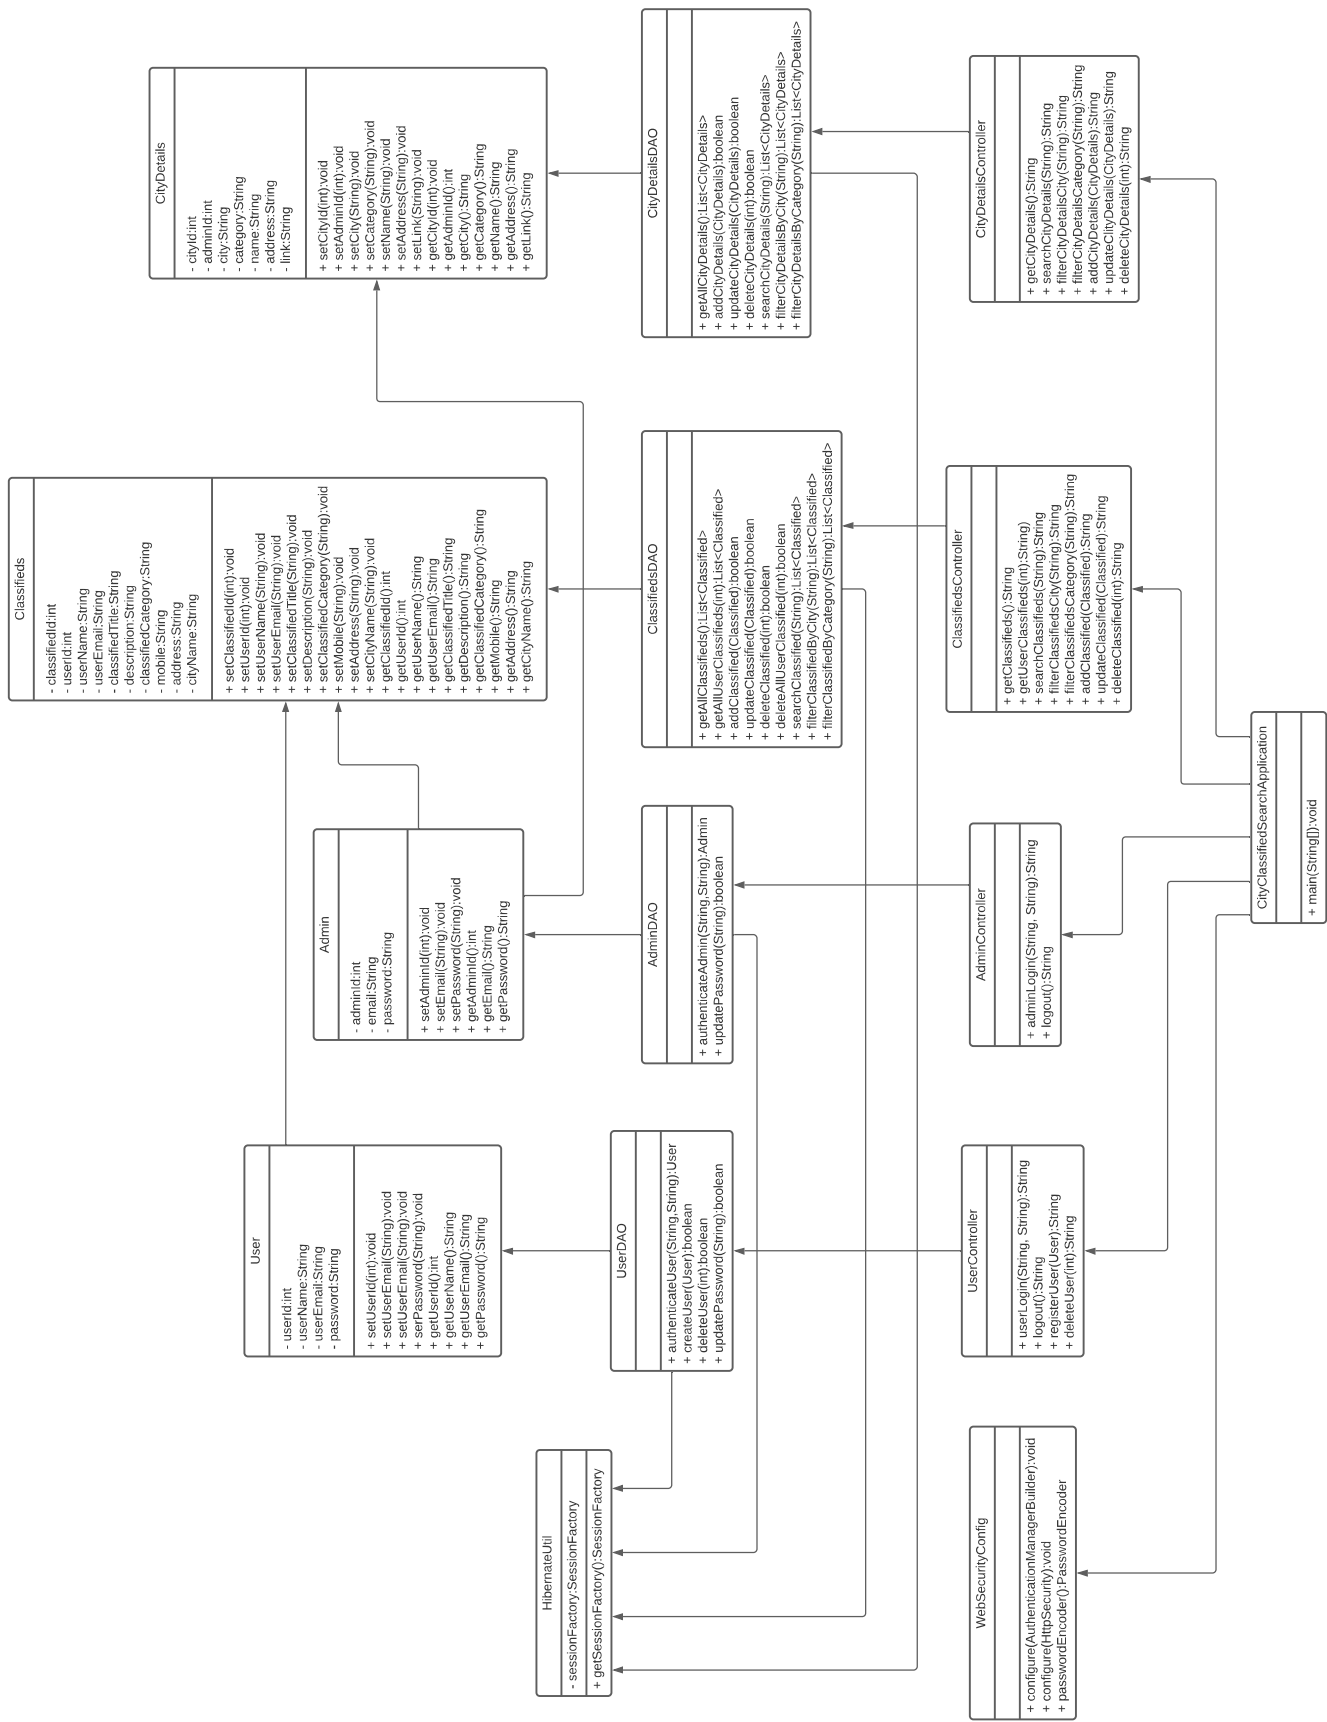 HibernateUtil
- sessionFactory:SessionFactory
+ getSessionFactory():SessionFactory
User
- userId:int
- userName:String
- userEmail:String
- password:String
+ setUserId(int):void
+ setUserEmail(String):void
+ setUserEmail(String):void
+ serPassword(String):void
+ getUserId():int
+ getUserName():String
+ getUserEmail():String
+ getPassword():String
Admin
- adminId:int
- email:String
- password:String
+ setAdminId(int):void
+ setEmail(String):void
+ setPassword(String):void
+ getAdminId():int
+ getEmail():String
+ getPassword():String
Classifieds
- classifiedId:int
- userId:int
- userName:String
- userEmail:String
- classifiedTitle:String
- description:String
- classifiedCategory:String
- mobile:String
- address:String
- cityName:String
+ setClassifiedId(int):void
+ setUserId(int):void
+ setUserName(String):void
+ setUserEmail(String):void
+ setClassifiedTitle(String):void
+ setDescription(String):void
+ setClassifiedCategory(String):void
+ setMobile(String):void
+ setAddress(String):void
+ setCityName(String):void
+ getClassifiedId():int
+ getUserId():int
+ getUserName():String
+ getUserEmail():String
+ getClassifiedTitle():String
+ getDescription():String
+ getClassifiedCategory():String
+ getMobile():String
+ getAddress():String
+ getCityName():String
CityDetails
- cityId:int
- adminId:int
- city:String
- category:String
- name:String
- address:String
- link:String
+ setCityId(int):void
+ setAdminId(int):void
+ setCity(String):void
+ setCategory(String):void
+ setName(String):void
+ setAddress(String):void
+ setLink(String):void
+ getCityId(int):void
+ getAdminId():int
+ getCity():String
+ getCategory():String
+ getName():String
+ getAddress():String
+ getLink():String
UserDAO
+ authenticateUser(String,String):User
+ createUser(User):boolean
+ deleteUser(int):boolean
+ updatePassword(String):boolean
AdminDAO
+ authenticateAdmin(String,String):Admin
+ updatePassword(String):boolean
ClassifiedsDAO
+ getAllClassifieds():List<Classified>
+ getAllUserClassifieds(int):List<Classified>
+ addClassified(Classified):boolean
+ updateClassified(Classified):boolean
+ deleteClassified(int):boolean
+ deleteAllUserClassified(int):boolean
+ searchClassified(String):List<Classified>
+ filterClassifiedByCity(String):List<Classified>
+ filterClassifiedByCategory(String):List<Classified>
CityDetailsDAO
+ getAllCityDetails():List<CityDetails>
+ addCityDetails(CityDetails):boolean
+ updateCityDetails(CityDetails):boolean
+ deleteCityDetails(int):boolean
+ searchCityDetails(String):List<CityDetails>
+ filterCityDetailsByCity(String):List<CityDetails>
+ filterCityDetailsByCategory(String):List<CityDetails>
WebSecurityConfig
+ configure(AuthenticationManagerBuilder):void
+ configure(HttpSecurity):void
+ passwordEncoder():PasswordEncoder
UserController
+ userLogin(String, String):String
+ logout():String
+ registerUser(User):String
+ deleteUser(int):String
AdminController
+ adminLogin(String, String):String
+ logout():String
ClassifiedsController
+ getClassifieds():String
+ getUserClassifieds(int):String)
+ searchClassifieds(String):String
+ filterClassifiedsCity(String):String
+ filterClassifiedsCategory(String):String
+ addClassified(Classified):String
+ updateClassified(Classified):String
+ deleteClassified(int):String
CityDetailsController
+ getCityDetails():String
+ searchCityDetails(String):String
+ filterCityDetailsCity(String):String
+ filterCityDetailsCategory(String):String
+ addCityDetails(CityDetails):String
+ updateCityDetails(CityDetails):String
+ deleteCityDetails(int):String
CityClassifiedSearchApplication
+ main(String[]):void